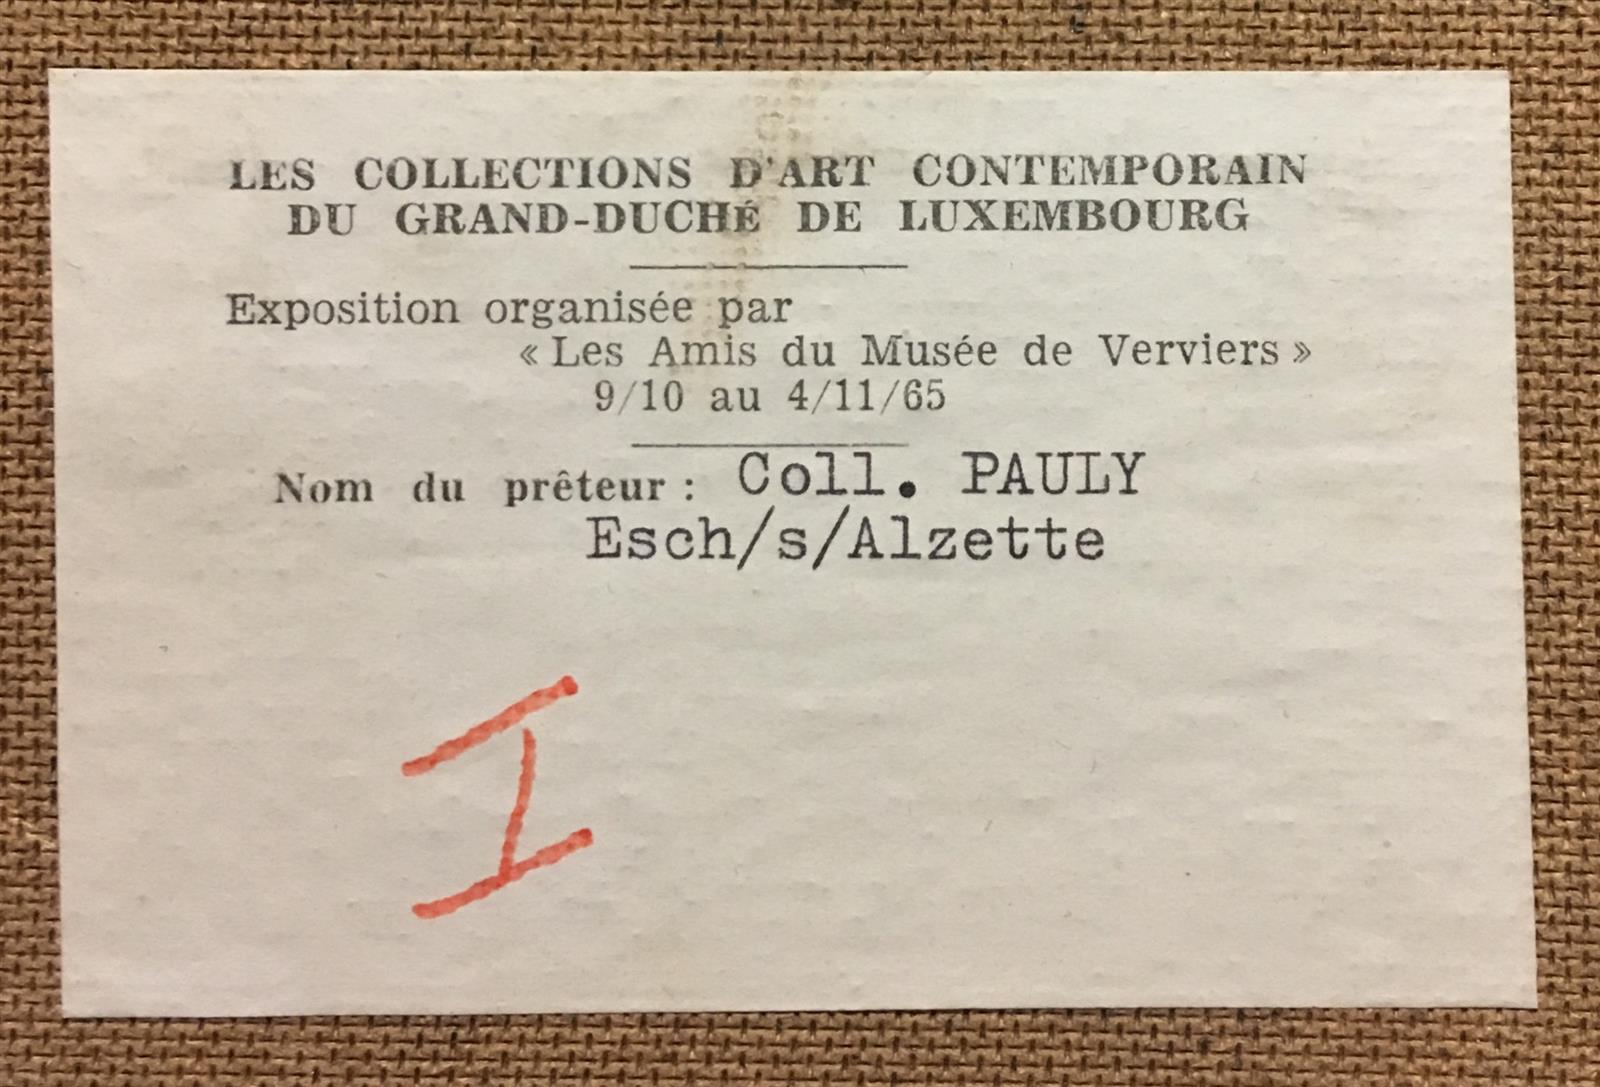 LES COLLECTIONS D'ART CONTEMPORAIN
DU GRAND-DUCHÉ DE LUXEMBOURG
Exposition organisée par
« Les Amis du Musée de Verviers »
9/10 au 4/11/65
Nom du prêteur : Coll. PAULY
Esch/s/Alzette
I